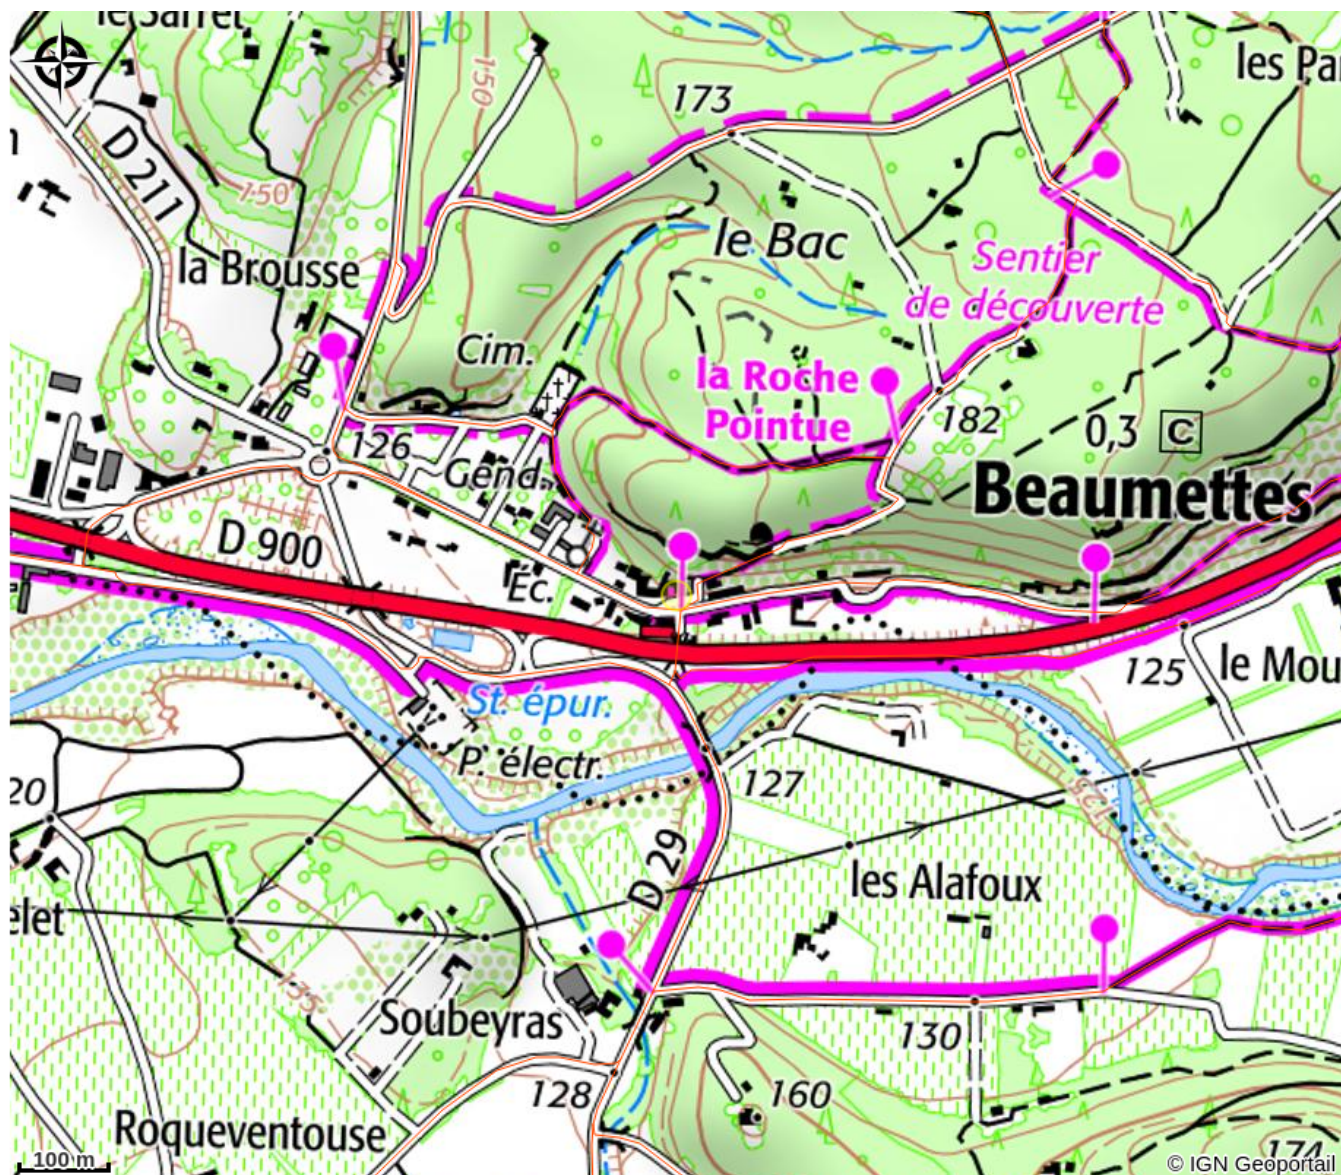 le Sarret
150
173
les Pa
D 211
150
le Bac
la Brousse
Sentier
de découverte
Cim.
la Roche
Pointue
182
0,3 C
126
Gend.
Beaumettes
D 900
Éc.
125
le Mou
St. épur.
P. électr.
127
20
D 29
les Alafoux
elet
135
Soubeyras
130
128
160
Roqueventouse
174
100 m
© IGN Geoportail